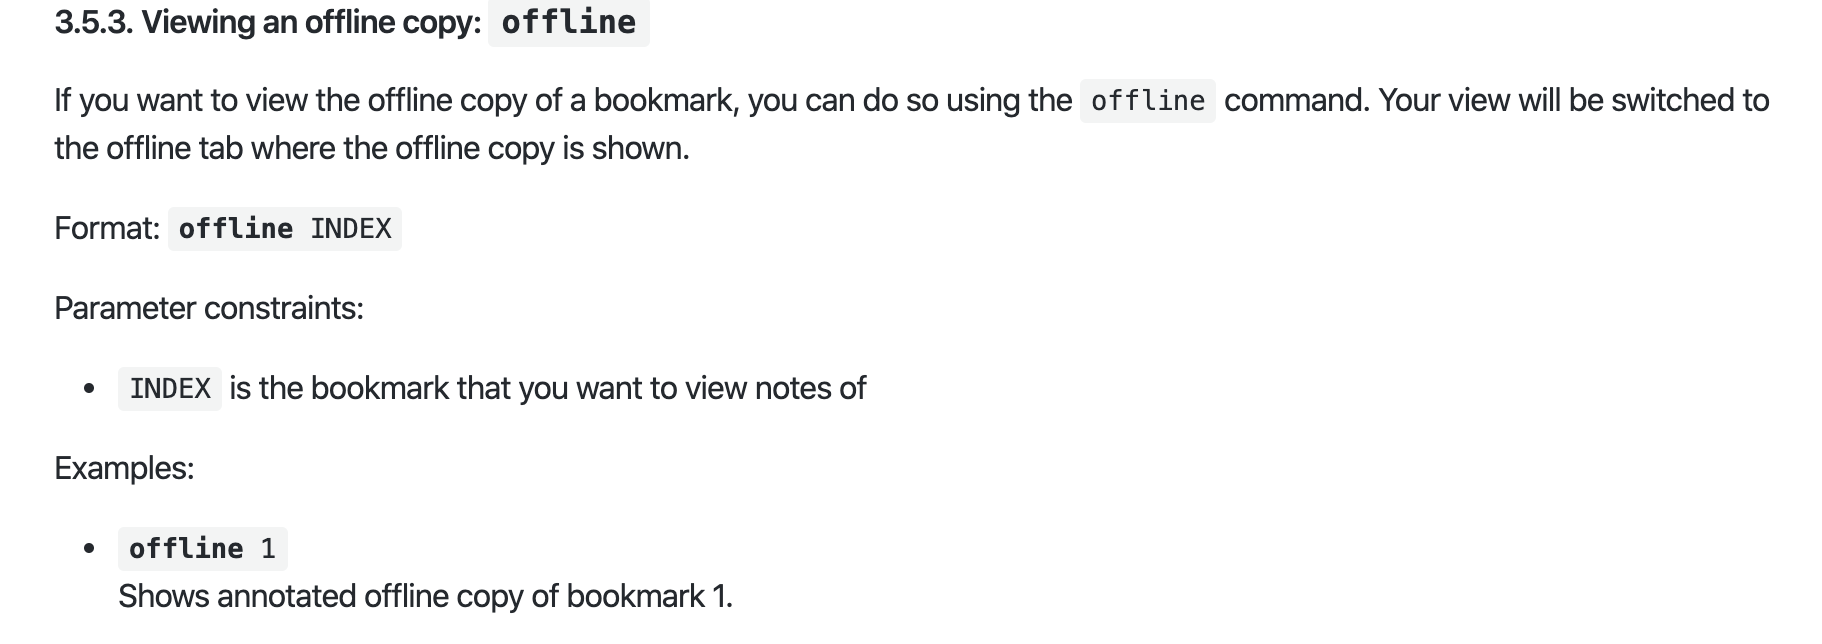 3.5.3. Viewing an offline copy: offline
If you want to view the offline copy of a bookmark, you can do so using the offline command. Your view will be switched to
the offline tab where the offline copy is shown.
Format: offline INDEX
Parameter constraints:
• INDEX is the bookmark that you want to view notes of
Examples:
• offline 1
Shows annotated offline copy of bookmark 1.